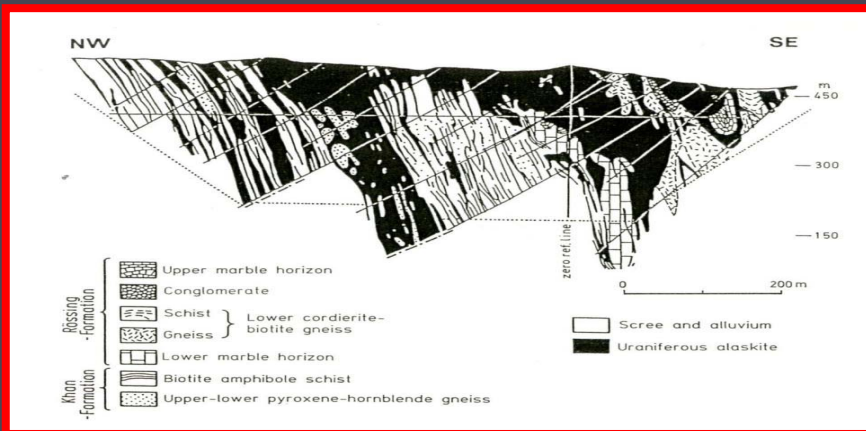 NW
SE
m
450
300
150
zero ref. line
0
200 m
Rössing
-Formation
Upper marble horizon
Conglomerate
Schist
Gneiss
Lower cordierite-
biotite gneiss
Lower marble horizon
Khan
-Formation
Biotite amphibole schist
Upper-lower pyroxene-hornblende gneiss
Scree and alluvium
Uraniferous alaskite